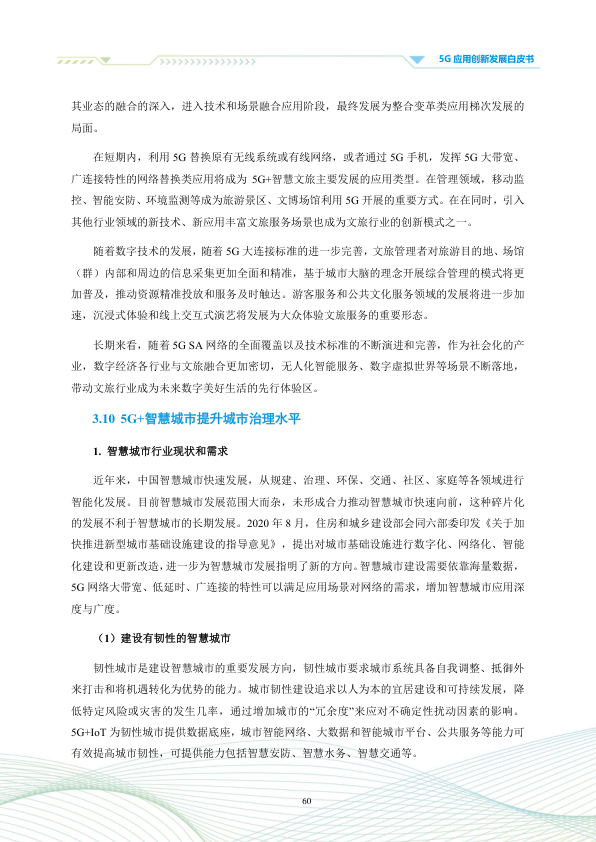 5G 应用创新发展白皮书
其业态的融合的深入，进入技术和场景融合应用阶段，最终发展为整合变革类应用梯次发展的
局面。
在短期内，利用 5G 替换原有无线系统或有线网络，或者通过 5G 手机，发挥 5G 大带宽、
广连接特性的网络替换类应用将成为 5G+智慧文旅主要发展的应用类型。在管理领域，移动监
控、智能安防、环境监测等成为旅游景区、文博场馆利用 5G 开展的重要方式。在在同时，引入
其他行业领域的新技术、新应用丰富文旅服务场景也成为文旅行业的创新模式之一。
随着数字技术的发展，随着 5G 大连接标准的进一步完善，文旅管理者对旅游目的地、场馆
（群）内部和周边的信息采集更加全面和精准，基于城市大脑的理念开展综合管理的模式将更
加普及，推动资源精准投放和服务及时触达。游客服务和公共文化服务领域的发展将进一步加
速，沉浸式体验和线上交互式演艺将发展为大众体验文旅服务的重要形态。
长期来看，随着 5G SA 网络的全面覆盖以及技术标准的不断演进和完善，作为社会化的产
业，数字经济各行业与文旅融合更加密切，无人化智能服务、数字虚拟世界等场景不断落地，
带动文旅行业成为未来数字美好生活的先行体验区。
3.10 5G+智慧城市提升城市治理水平
1. 智慧城市行业现状和需求
近年来，中国智慧城市快速发展，从规建、治理、环保、交通、社区、家庭等各领域进行
智能化发展。目前智慧城市发展范围大而杂，未形成合力推动智慧城市快速向前，这种碎片化
的发展不利于智慧城市的长期发展。2020 年 8 月，住房和城乡建设部会同六部委印发《关于加
快推进新型城市基础设施建设的指导意见》，提出对城市基础设施进行数字化、网络化、智能
化建设和更新改造，进一步为智慧城市发展指明了新的方向。智慧城市建设需要依靠海量数据，
5G 网络大带宽、低延时、广连接的特性可以满足应用场景对网络的需求，增加智慧城市应用深
度与广度。
（1）建设有韧性的智慧城市
韧性城市是建设智慧城市的重要发展方向，韧性城市要求城市系统具备自我调整、抵御外
来打击和将机遇转化为优势的能力。城市韧性建设追求以人为本的宜居建设和可持续发展，降
低特定风险或灾害的发生几率，通过增加城市的“冗余度”来应对不确定性扰动因素的影响。
5G+IoT 为韧性城市提供数据底座，城市智能网络、大数据和智能城市平台、公共服务等能力可
有效提高城市韧性，可提供能力包括智慧安防、智慧水务、智慧交通等。
60